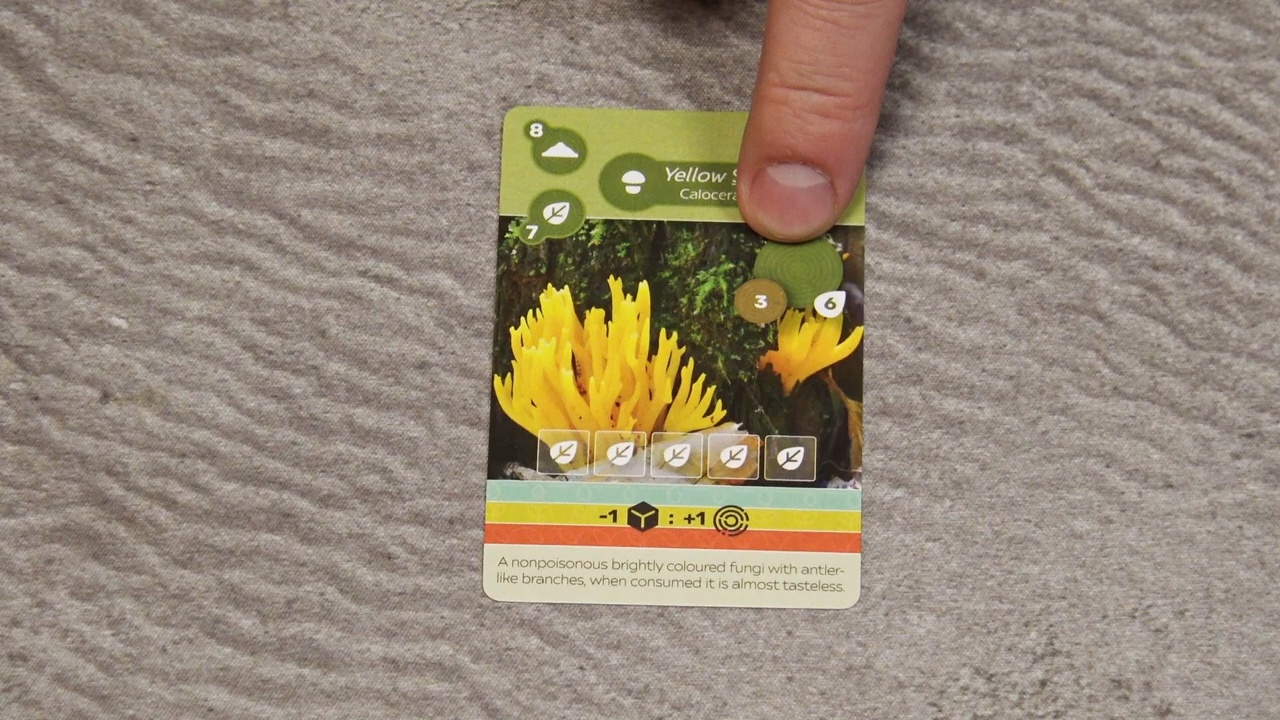 8
Yellow
Calocera
7
3
6
-1 : +1
A nonpoisonous brightly coloured fungi with antler-
like branches, when consumed it is almost tasteless.